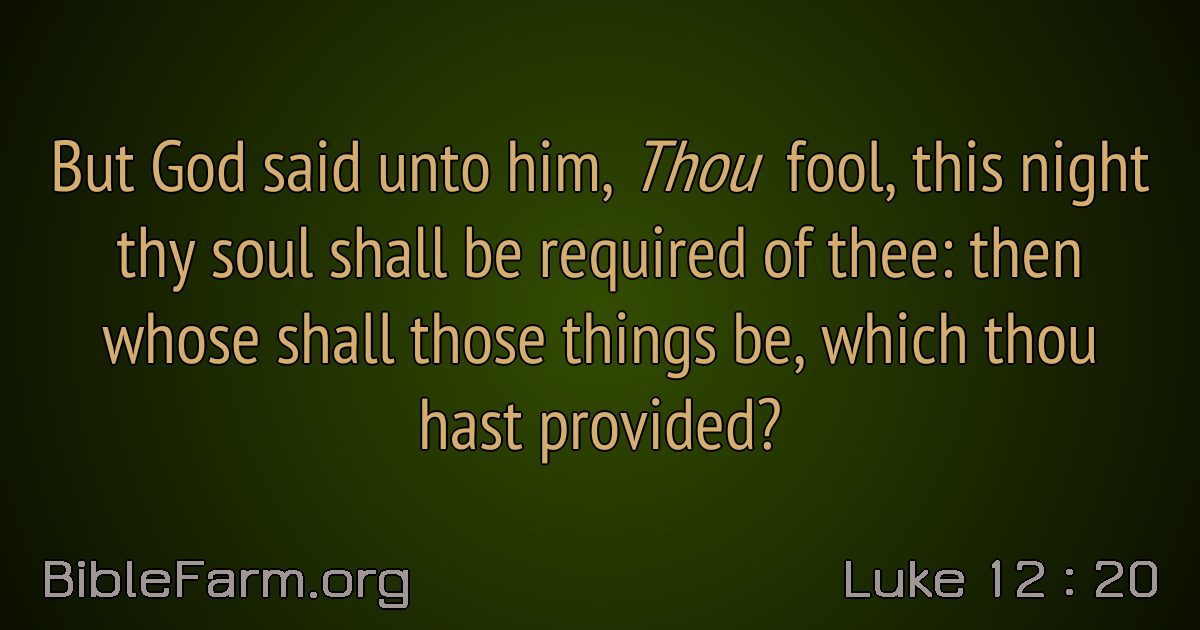 But God said unto him, Thou fool, this night
thy soul shall be required of thee: then
whose shall those things be, which thou
hast provided?
BibleFarm.org
Luke 12 : 20